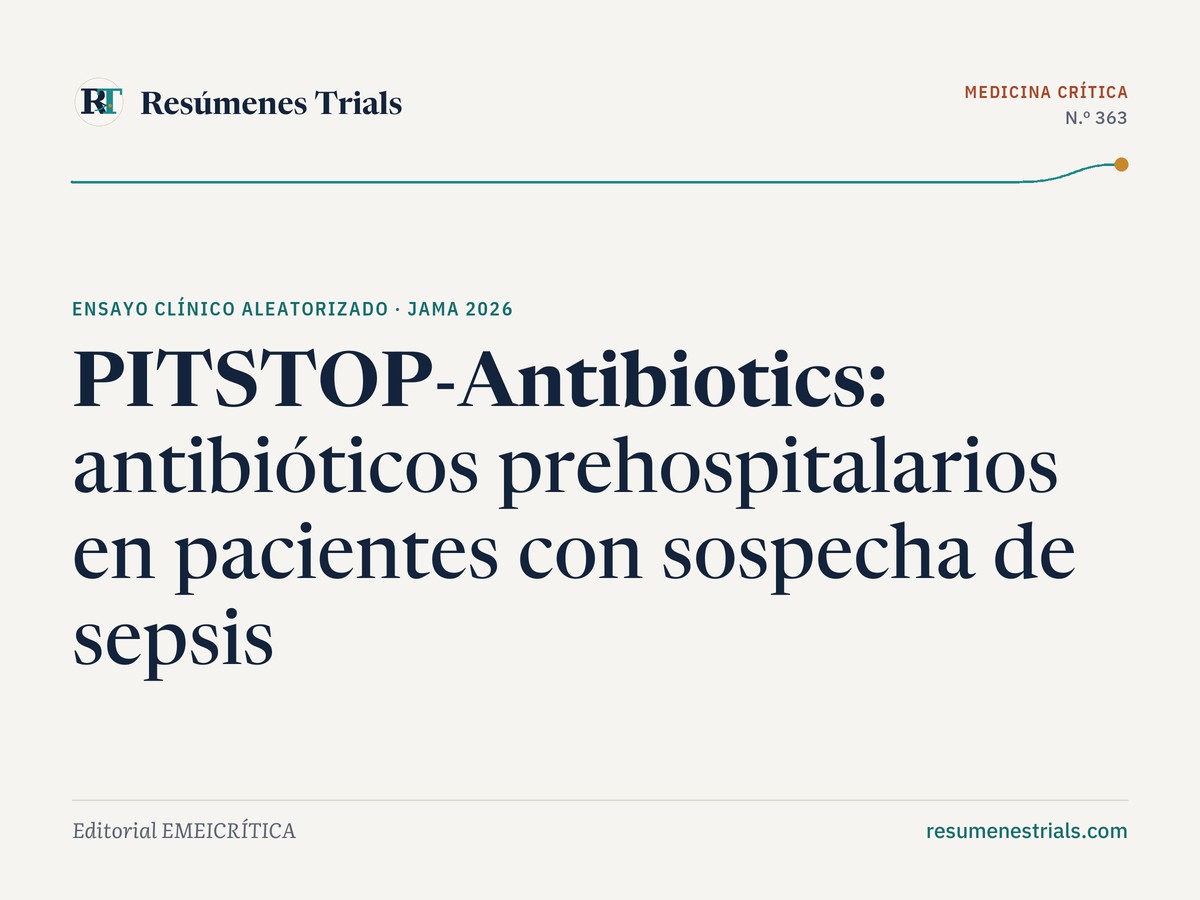 RT Resúmenes Trials
MEDICINA CRÍTICA
N.º 363
ENSAYO CLÍNICO ALEATORIZADO · JAMA 2026
PITSTOP-Antibiotics:
antibióticos prehospitalarios
en pacientes con sospecha de
sepsis
Editorial EMEICRÍTICA
resumenestrials.com